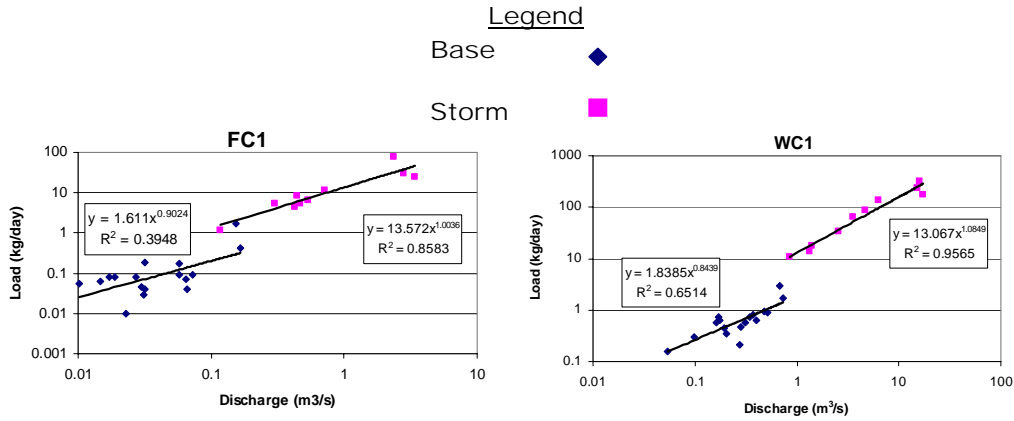 Legend
Base
Storm
FC1
Load (kg/day)
100
10
1
0.1
0.01
0.001
y = 1.611x^0.9024
R² = 0.3948
y = 13.572x^1.0036
R² = 0.8583
0.01 0.1 1 10
Discharge (m3/s)
WC1
Load (kg/day)
1000
100
10
1
0.1
y = 1.8385x^0.8439
R² = 0.6514
y = 13.067x^1.0849
R² = 0.9565
0.01 0.1 1 10 100
Discharge (m³/s)